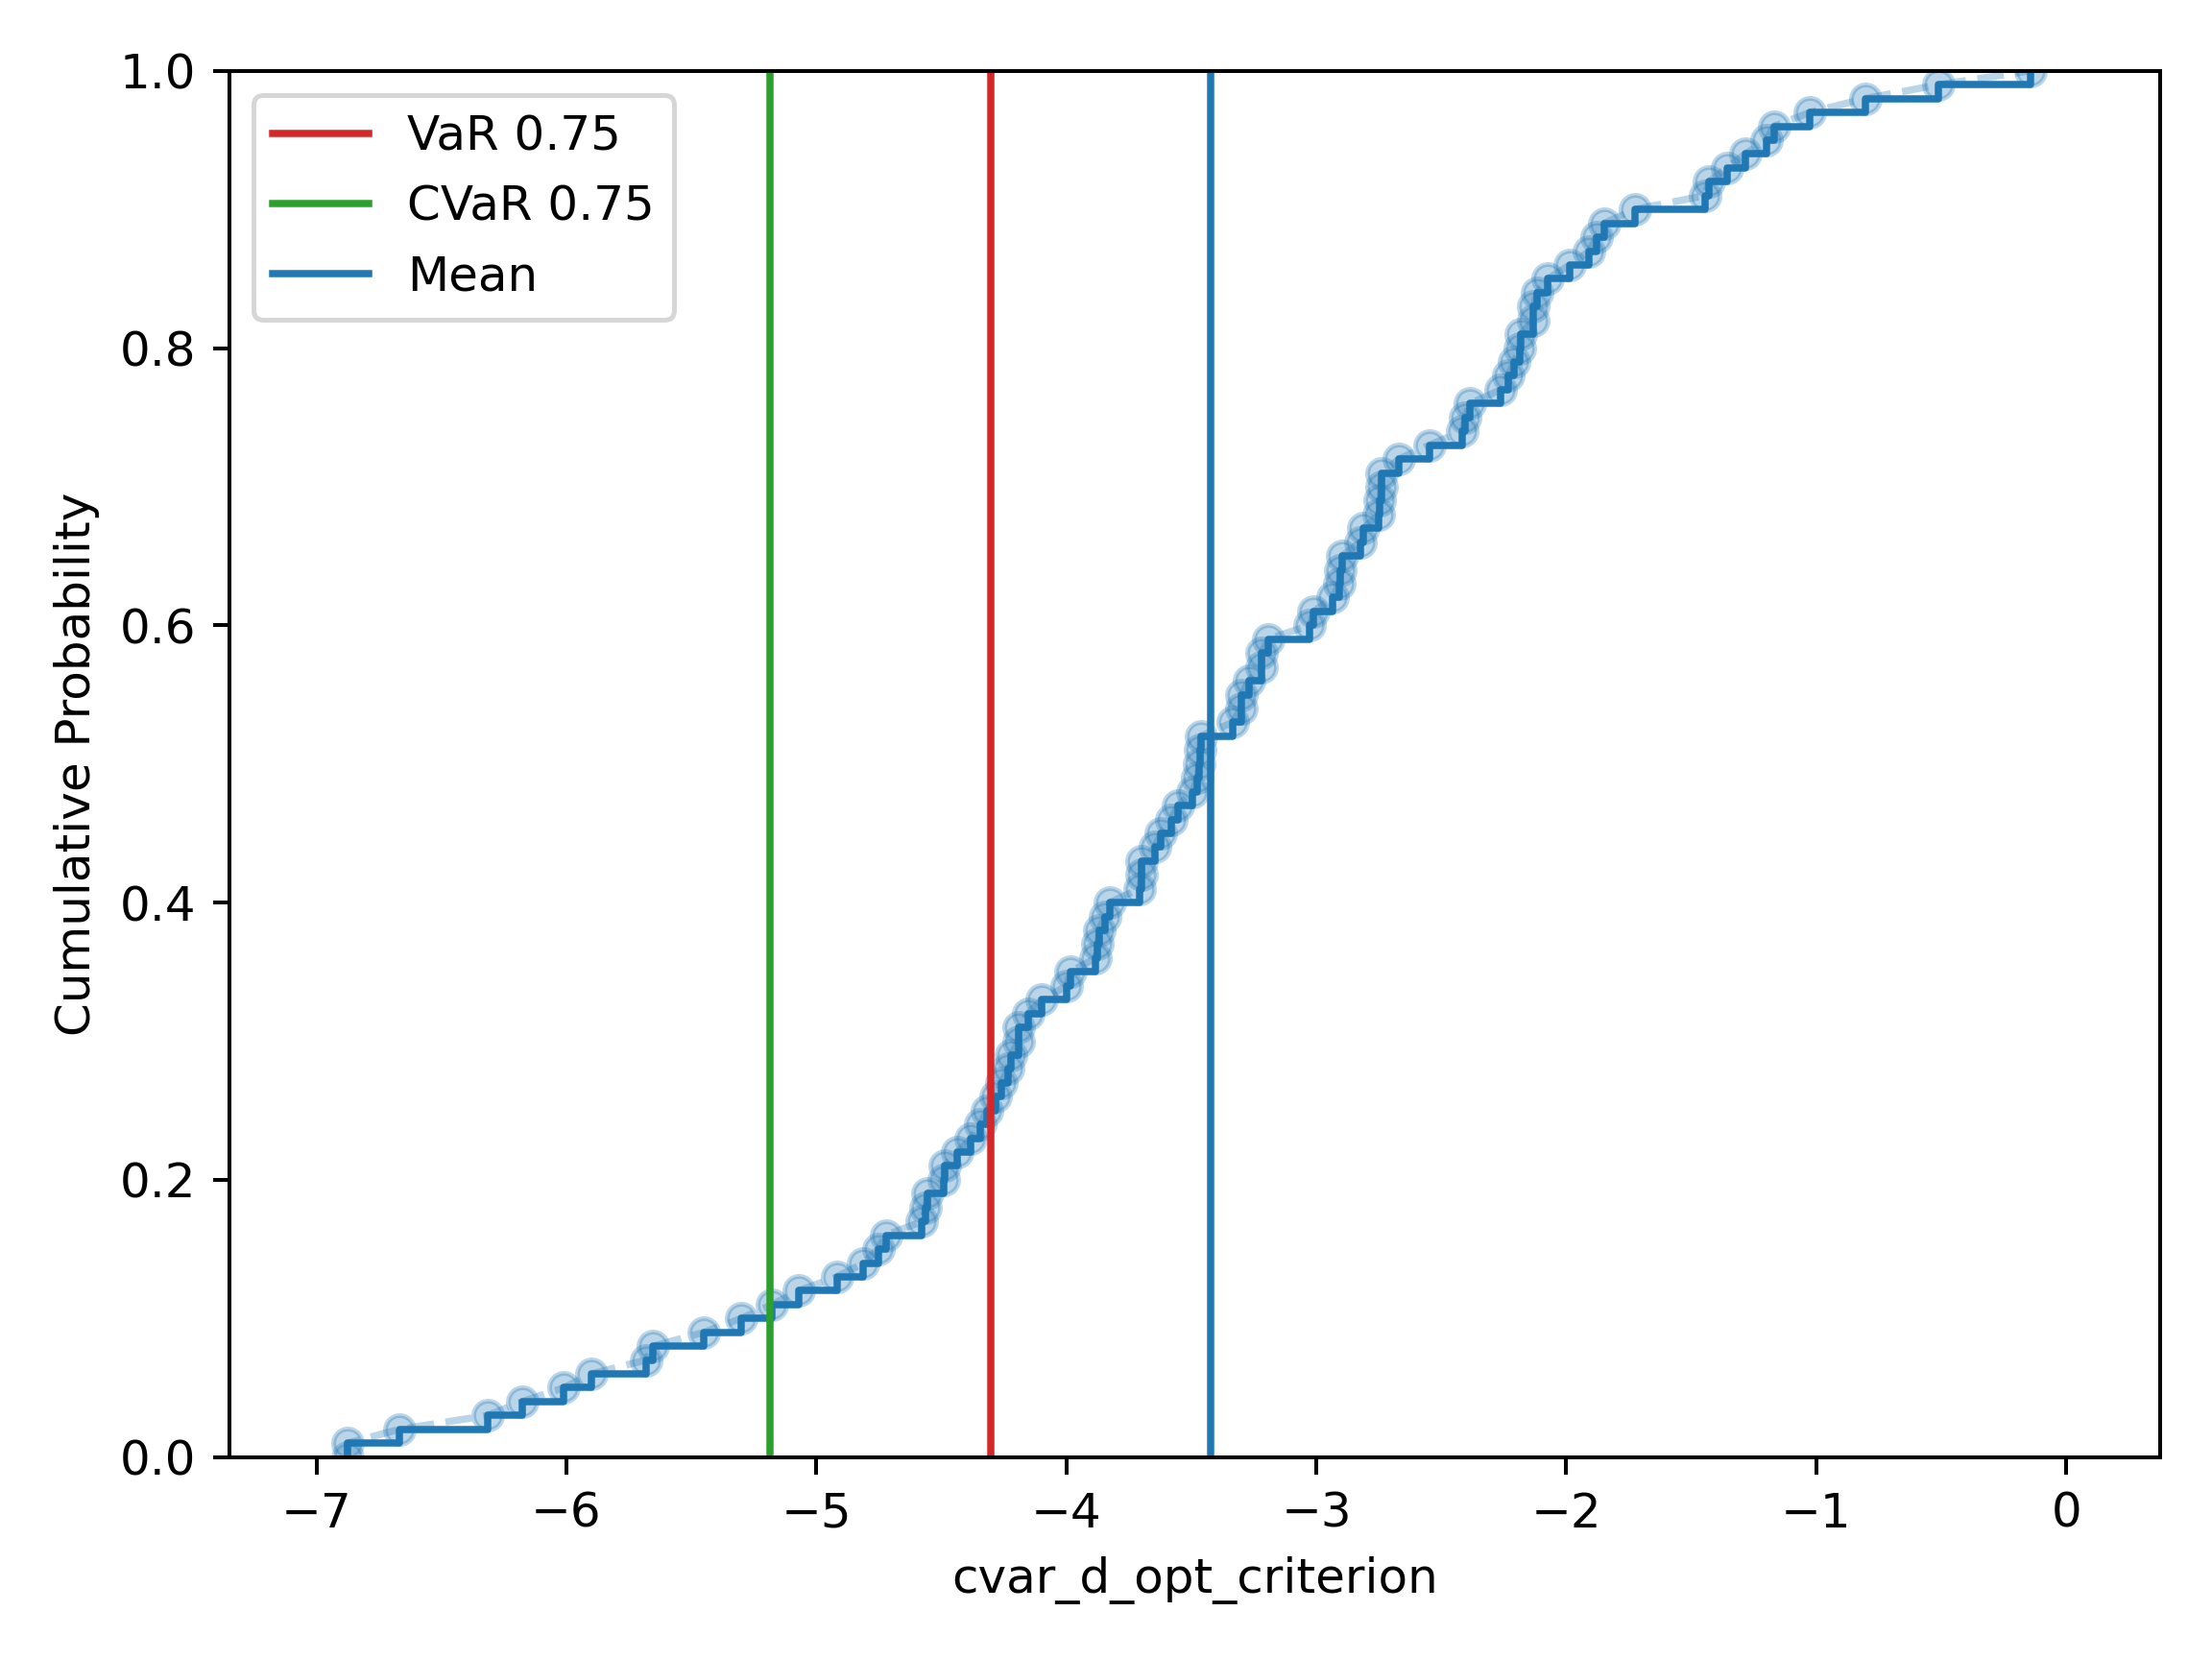 1.0
0.8
0.6
0.4
0.2
0.0
Cumulative Probability
VaR 0.75
CVaR 0.75
Mean
−7 −6 −5 −4 −3 −2 −1 0
cvar_d_opt_criterion